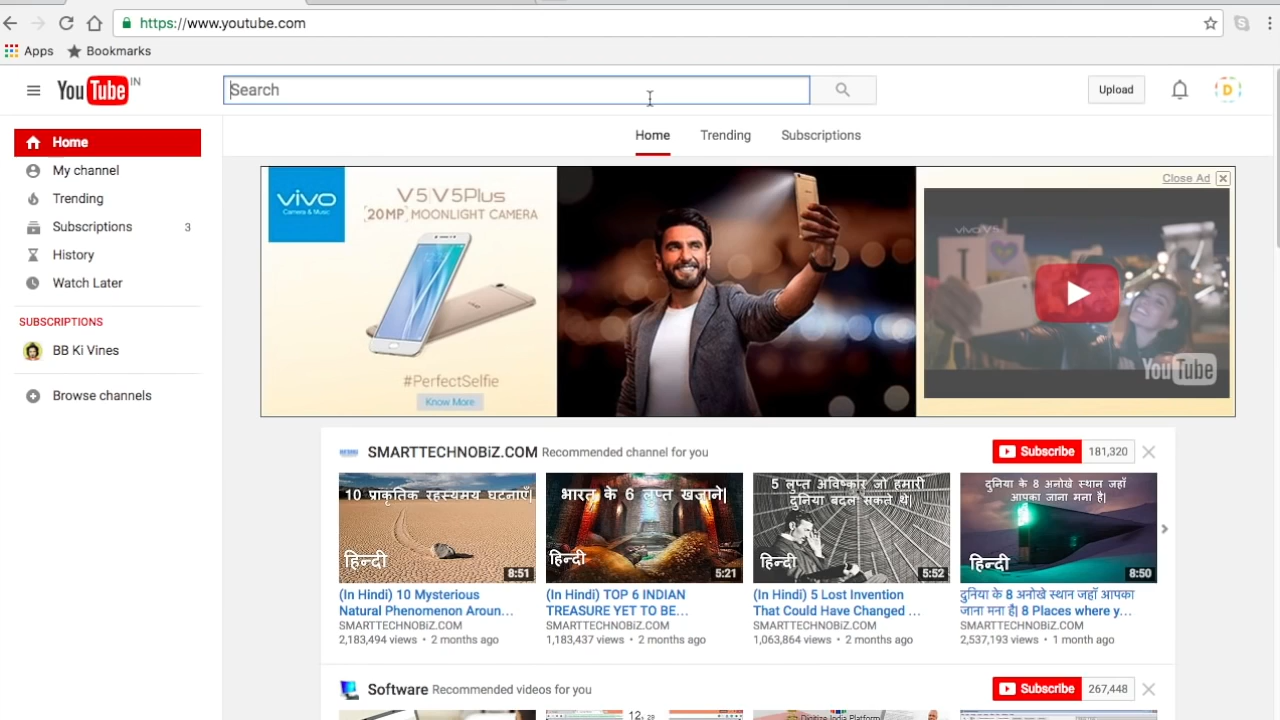 https://www.youtube.com
Apps
Bookmarks
YouTube IN
Search
Upload
D
Home
My channel
Trending
Subscriptions 3
History
Watch Later
SUBSCRIPTIONS
BB Ki Vines
Browse channels
Home Trending Subscriptions
vivo
Camera & Music
V5|V5Plus
20MP MOONLIGHT CAMERA
#PerfectSelfie
Know More
Close Ad
vivo V5
YouTube
SMARTTECHNOBiZ.COM Recommended channel for you
Subscribe 181,320
10 प्राकृतिक रहस्यमय घटनाएँ|
हिन्दी
8:51
भारत के 6 लुप्त खजाने|
हिन्दी
5:21
5 लुप्त अविष्कार जो हमारी
दुनिया बदल सकते थे|
हिन्दी
5:52
दुनिया के 8 अनोखे स्थान जहाँ
आपका जाना मना है|
हिन्दी
8:50
(In Hindi) 10 Mysterious
Natural Phenomenon Aroun...
SMARTTECHNOBiZ.COM
2,183,494 views • 2 months ago
(In Hindi) TOP 6 INDIAN
TREASURE YET TO BE...
SMARTTECHNOBiZ.COM
1,183,437 views • 2 months ago
(In Hindi) 5 Lost Invention
That Could Have Changed ...
SMARTTECHNOBiZ.COM
1,063,864 views • 2 months ago
दुनिया के 8 अनोखे स्थान जहाँ आपका
जाना मना है| 8 Places where y...
SMARTTECHNOBiZ.COM
2,537,193 views • 1 month ago
Software Recommended videos for you
Subscribe 267,448
Digitize India Platform